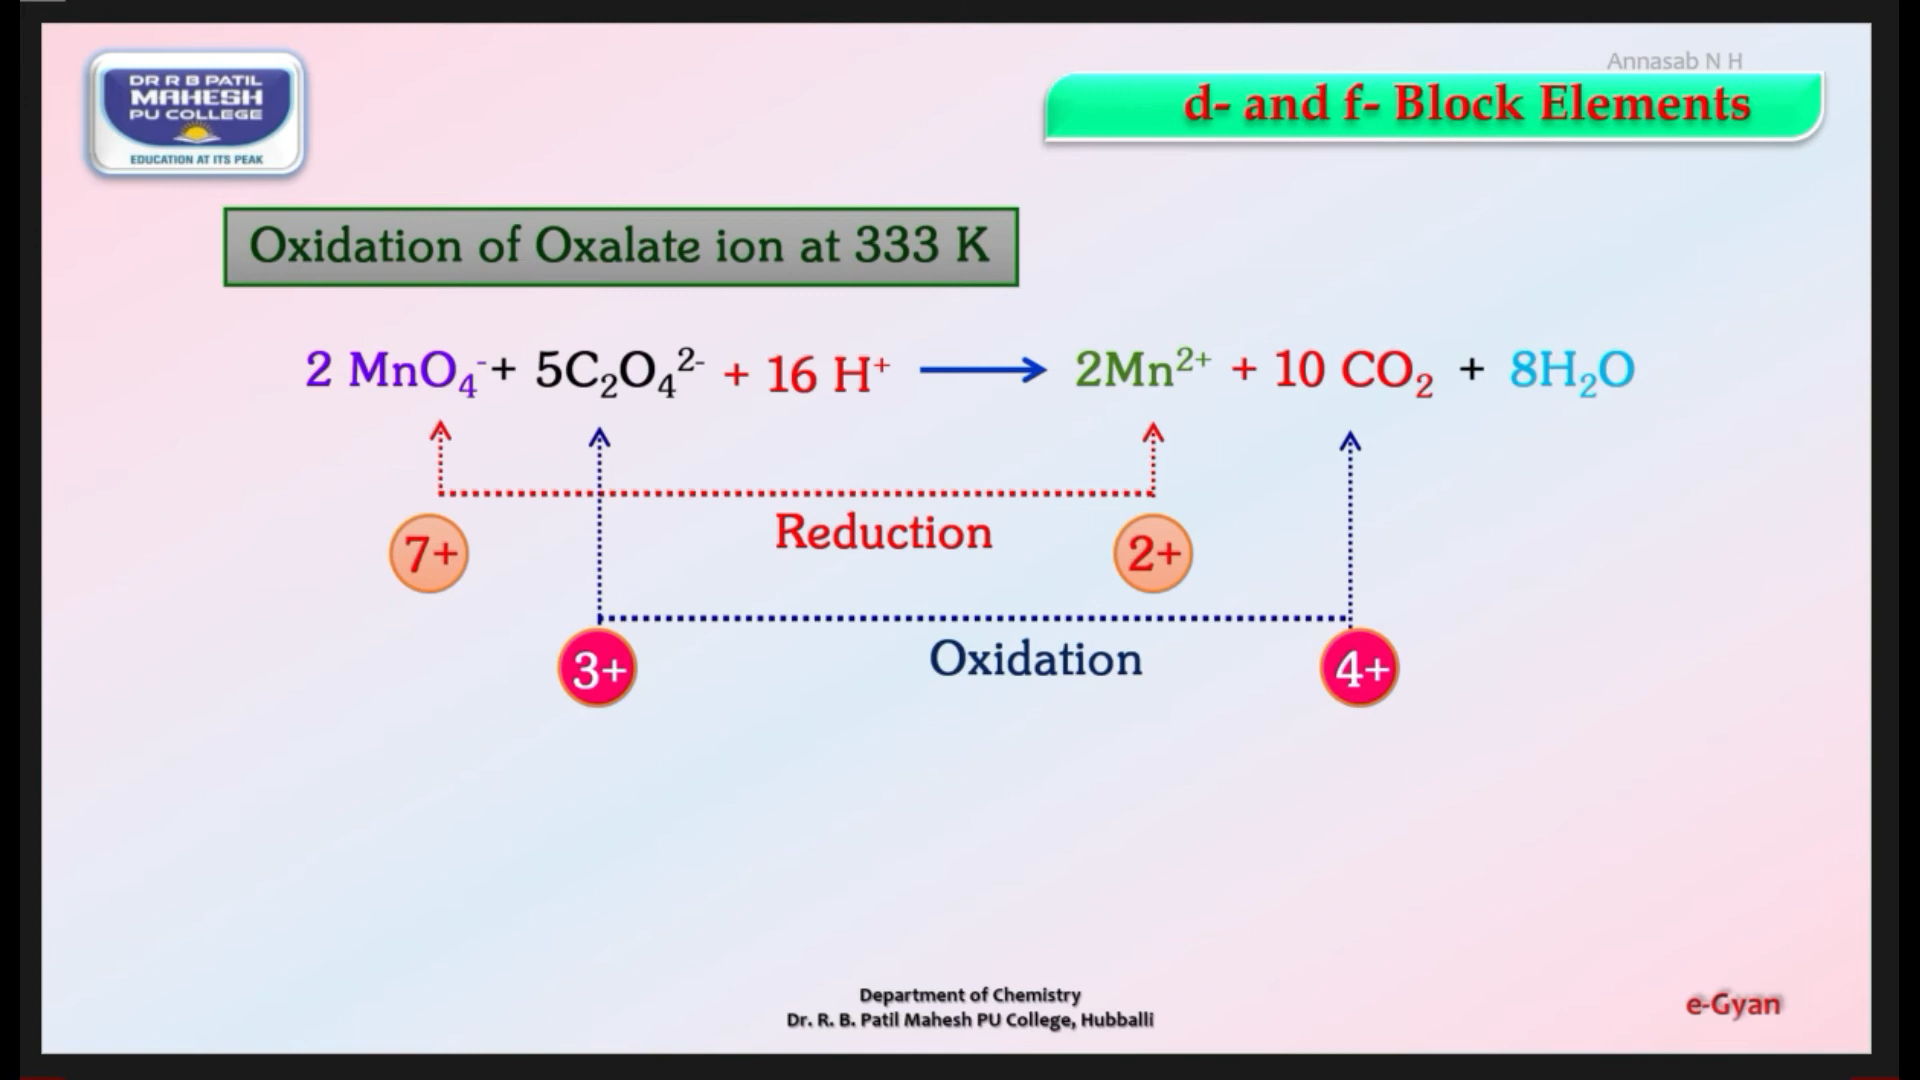 Annasab N H
DR R B PATIL
MAHESH
PU COLLEGE
EDUCATION AT ITS PEAK
d- and f- Block Elements
Oxidation of Oxalate ion at 333 K
2 MnO₄⁻ + 5C₂O₄²⁻ + 16 H⁺ ⟶ 2Mn²⁺ + 10 CO₂ + 8H₂O
Reduction
7+ 2+
Oxidation
3+ 4+
Department of Chemistry
Dr. R. B. Patil Mahesh PU College, Hubballi
e-Gyan